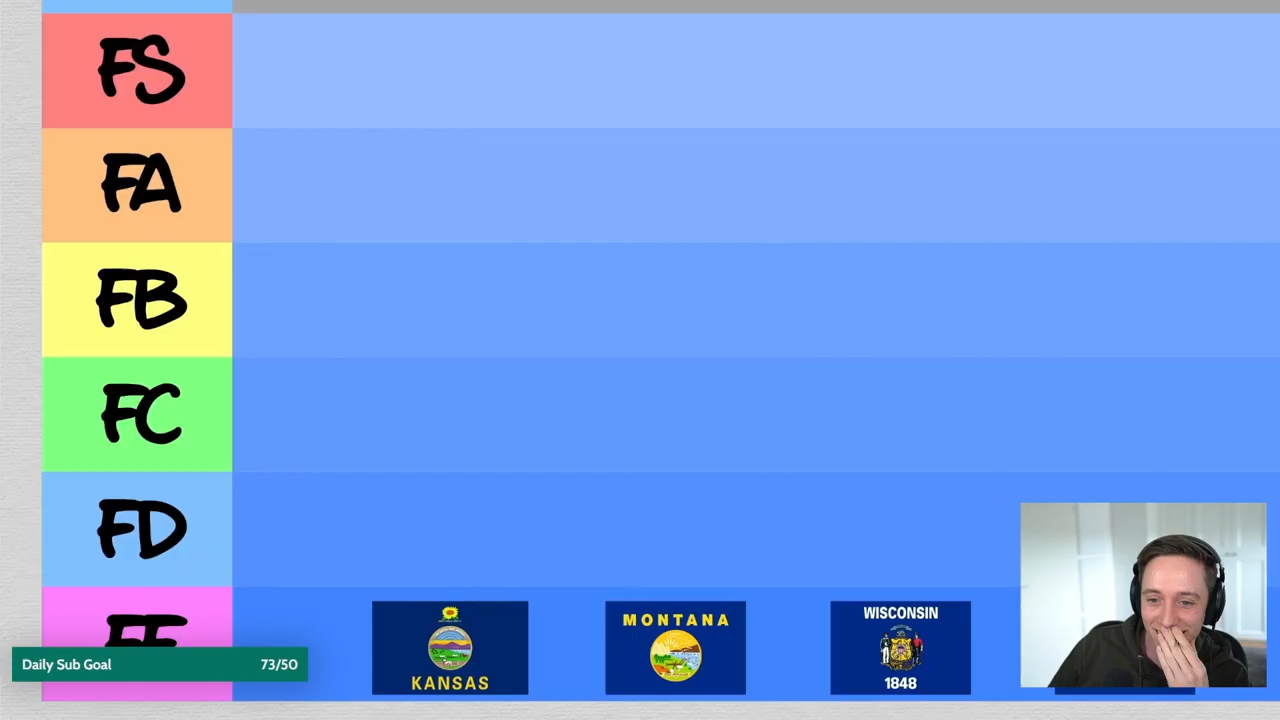 FS
FA
FB
FC
FD
Daily Sub Goal 73/50
KANSAS
MONTANA
WISCONSIN
1848